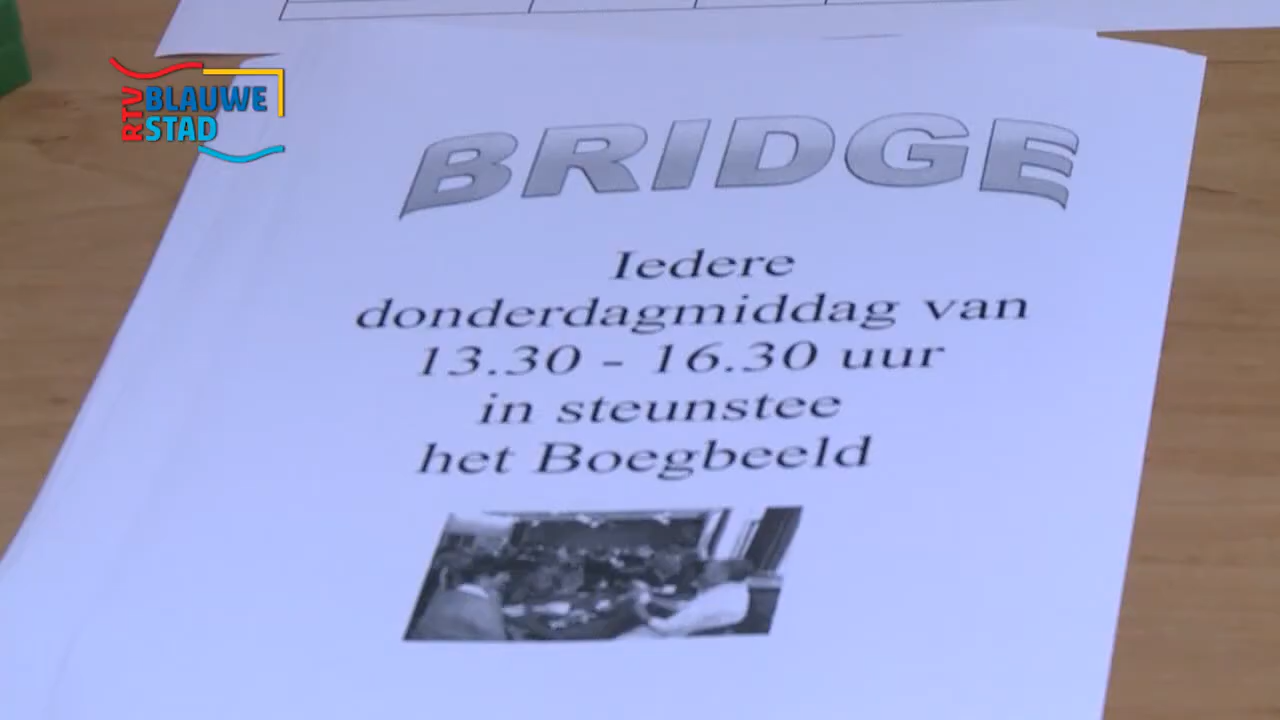 RTV BLAUWE
STAD
BRIDGE
Iedere
donderdagmiddag van
13.30 - 16.30 uur
in steunstee
het Boegbeeld